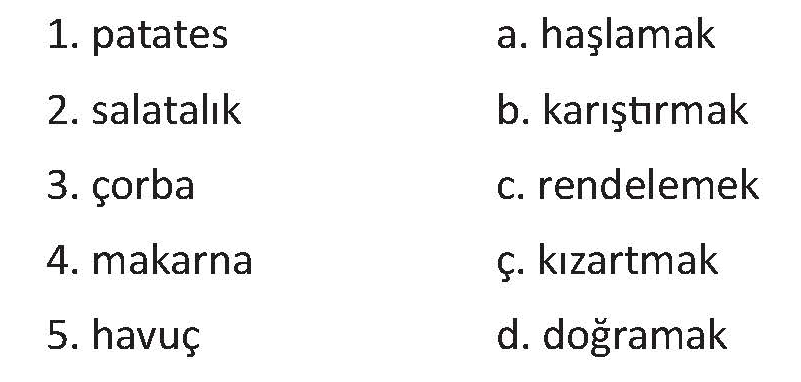 1. patates a. haşlamak
2. salatalık b. karıştırmak
3. çorba c. rendelemek
4. makarna ç. kızartmak
5. havuç d. doğramak